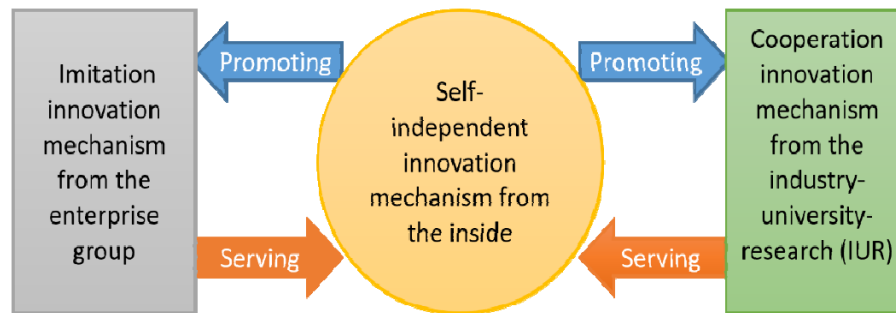 Imitation
innovation
mechanism
from the
enterprise
group
Promoting
Serving
Self-
independent
innovation
mechanism from
the inside
Promoting
Serving
Cooperation
innovation
mechanism
from the
industry-
university-
research (IUR)